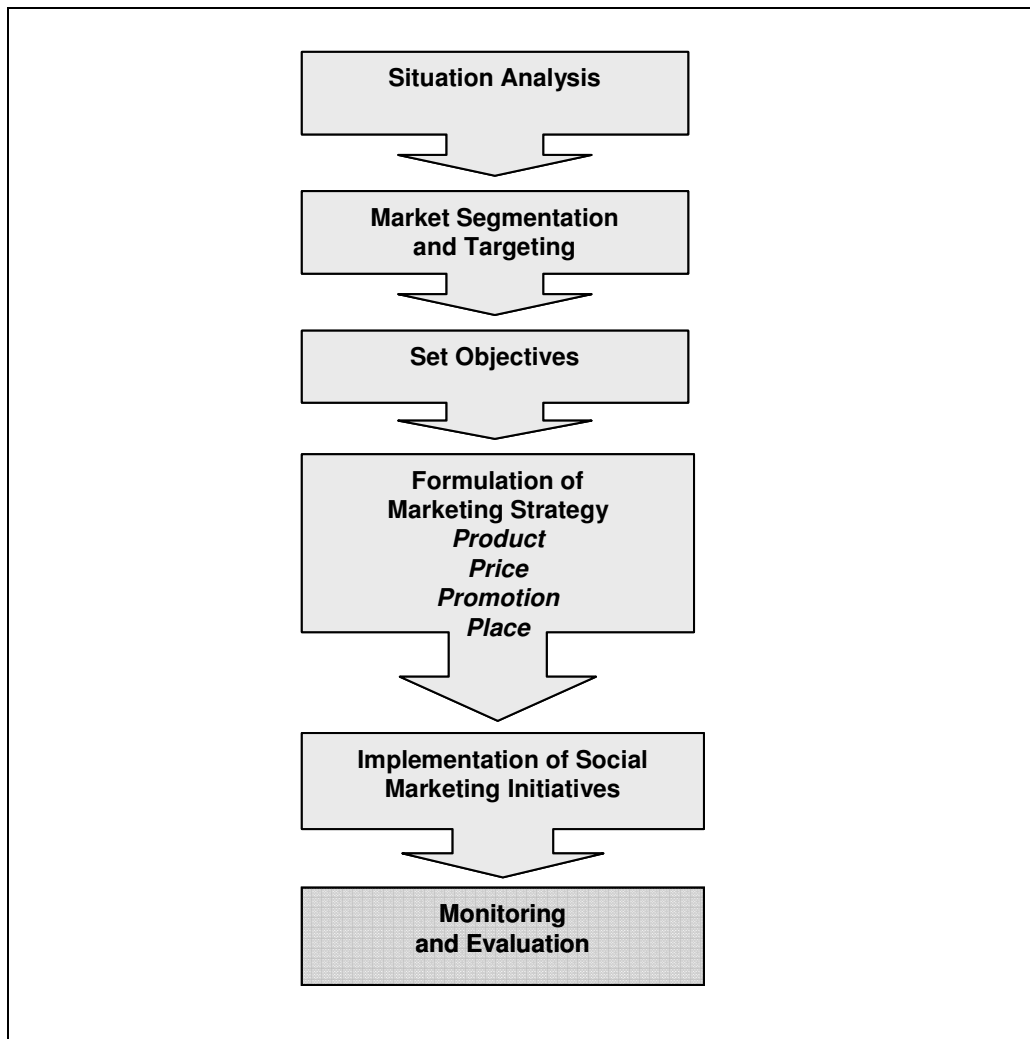 Situation Analysis
Market Segmentation
and Targeting
Set Objectives
Formulation of
Marketing Strategy
Product
Price
Promotion
Place
Implementation of Social
Marketing Initiatives
Monitoring
and Evaluation